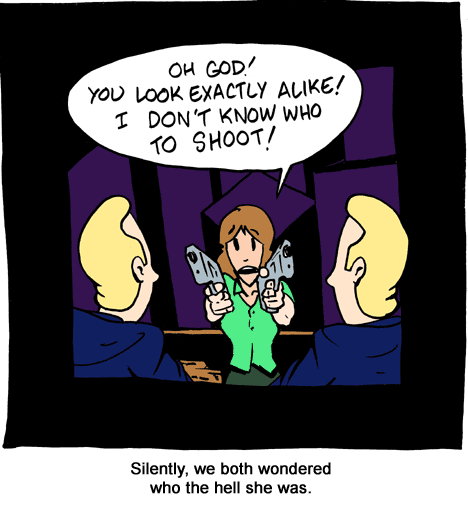 OH GOD!
YOU LOOK EXACTLY ALIKE!
I DON'T KNOW WHO
TO SHOOT!
Silently, we both wondered
who the hell she was.